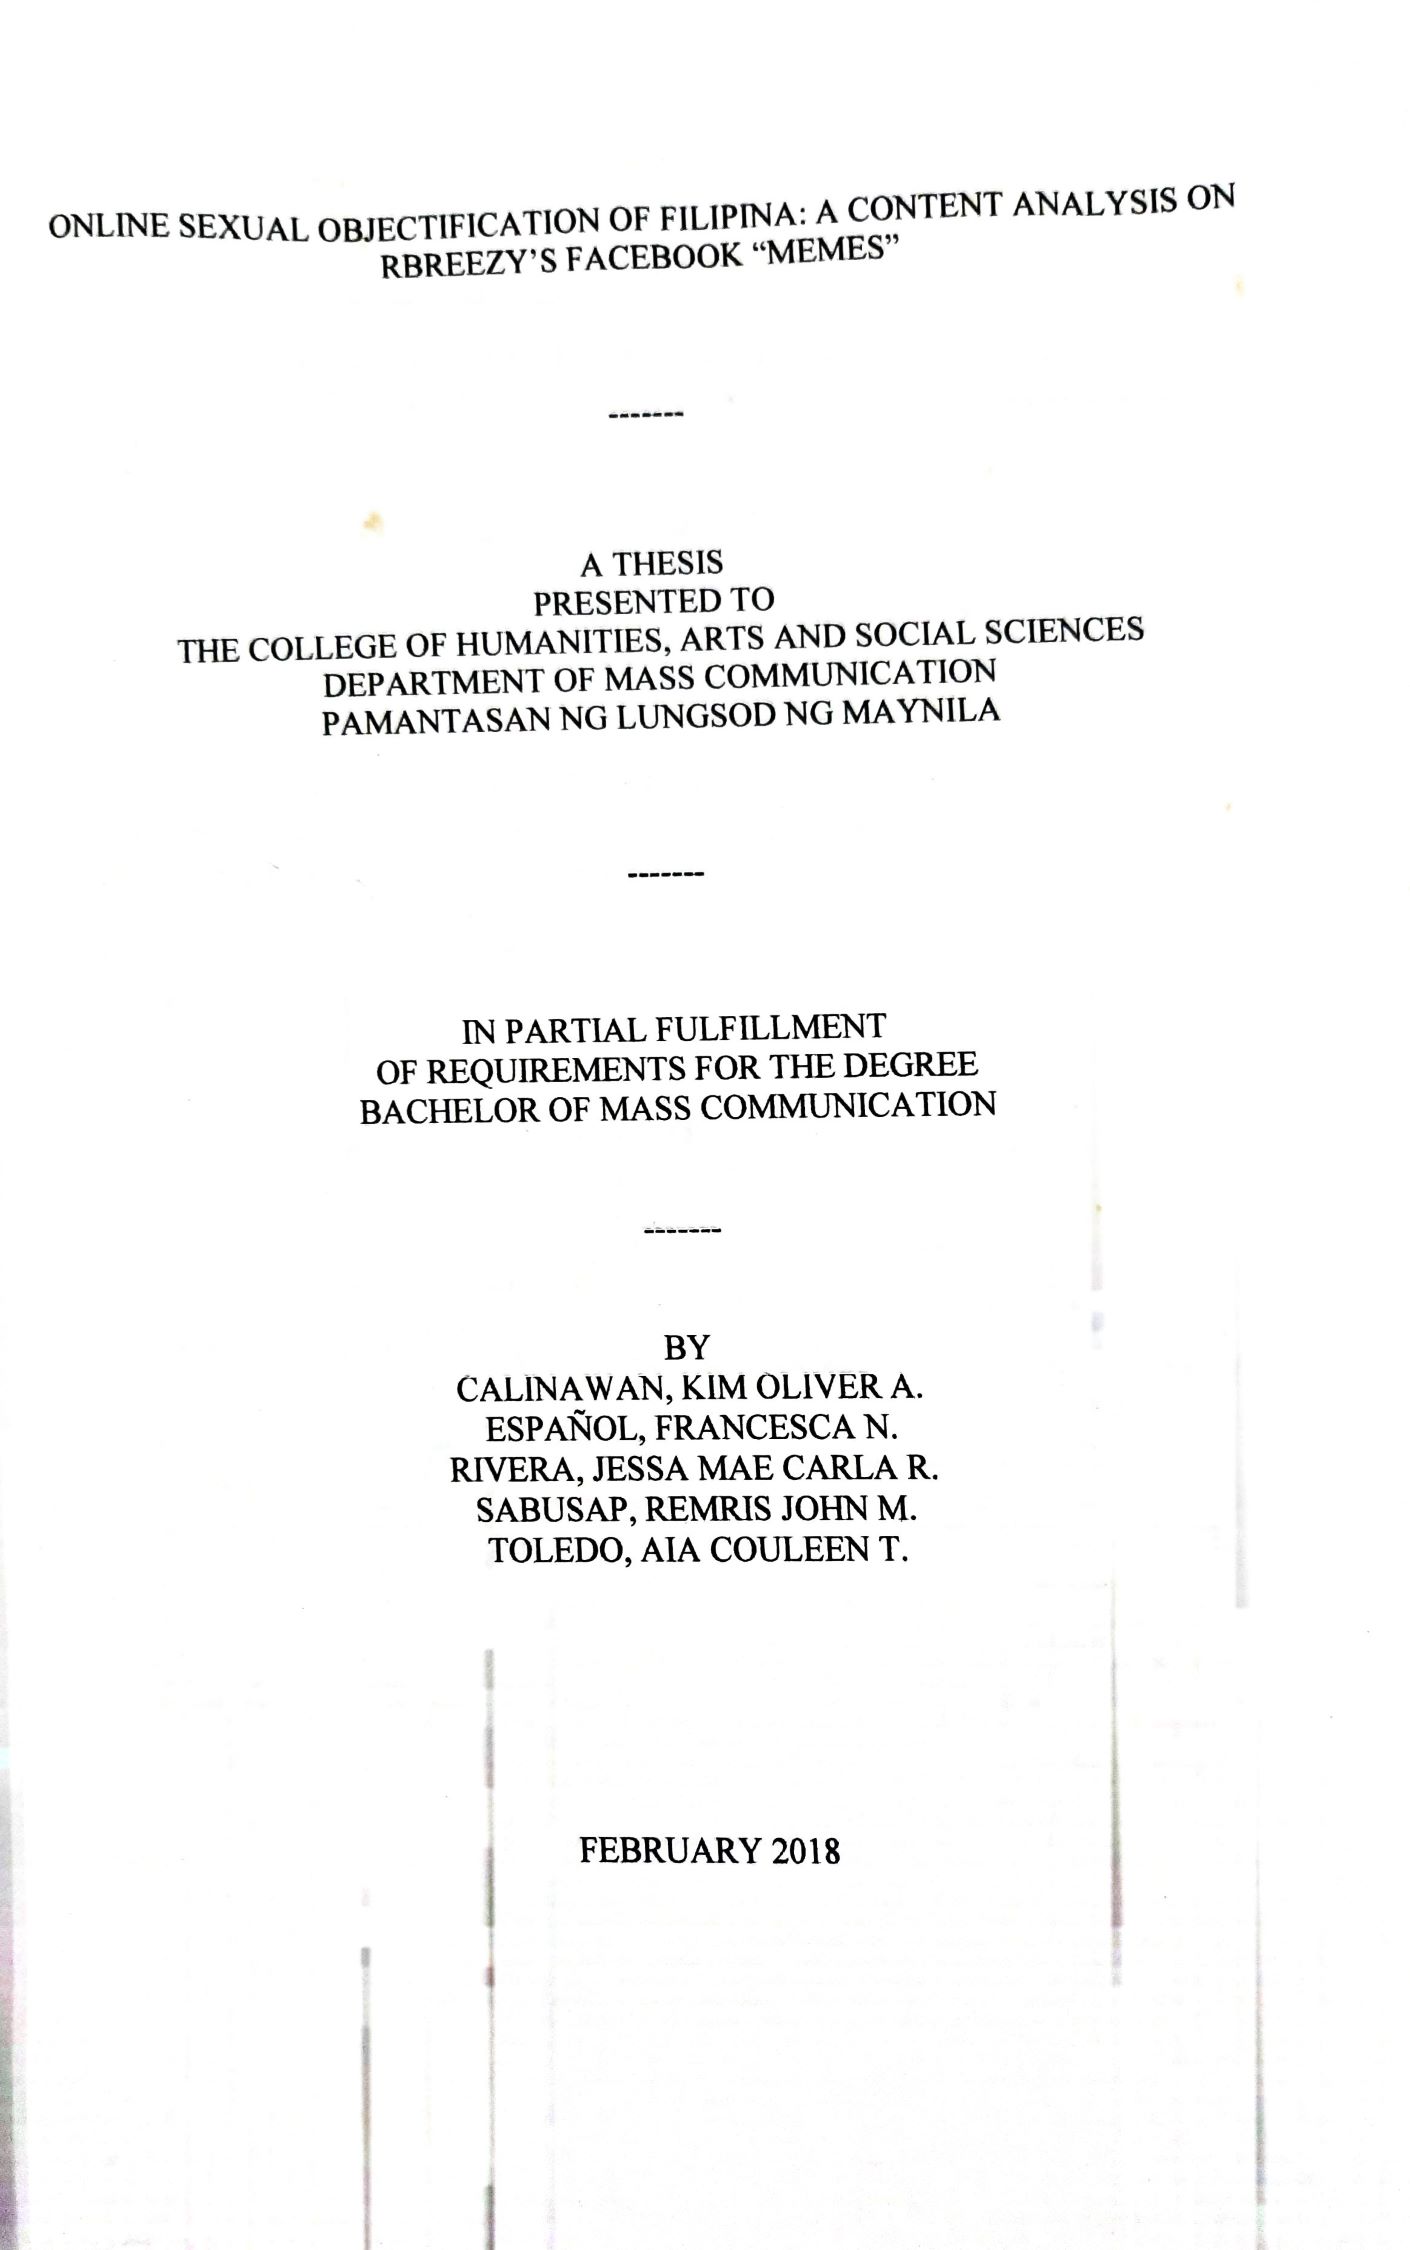 ONLINE SEXUAL OBJECTIFICATION OF FILIPINA: A CONTENT ANALYSIS ON
RBREEZY'S FACEBOOK “MEMES”
-------
A THESIS
PRESENTED TO
THE COLLEGE OF HUMANITIES, ARTS AND SOCIAL SCIENCES
DEPARTMENT OF MASS COMMUNICATION
PAMANTASAN NG LUNGSOD NG MAYNILA
-------
IN PARTIAL FULFILLMENT
OF REQUIREMENTS FOR THE DEGREE
BACHELOR OF MASS COMMUNICATION
-------
BY
CALINAWAN, KIM OLIVER A.
ESPAÑOL, FRANCESCA N.
RIVERA, JESSA MAE CARLA R.
SABUSAP, REMRIS JOHN M.
TOLEDO, AIA COULEEN T.
FEBRUARY 2018